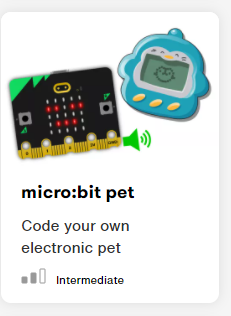 micro:bit pet
Code your own
electronic pet
Intermediate